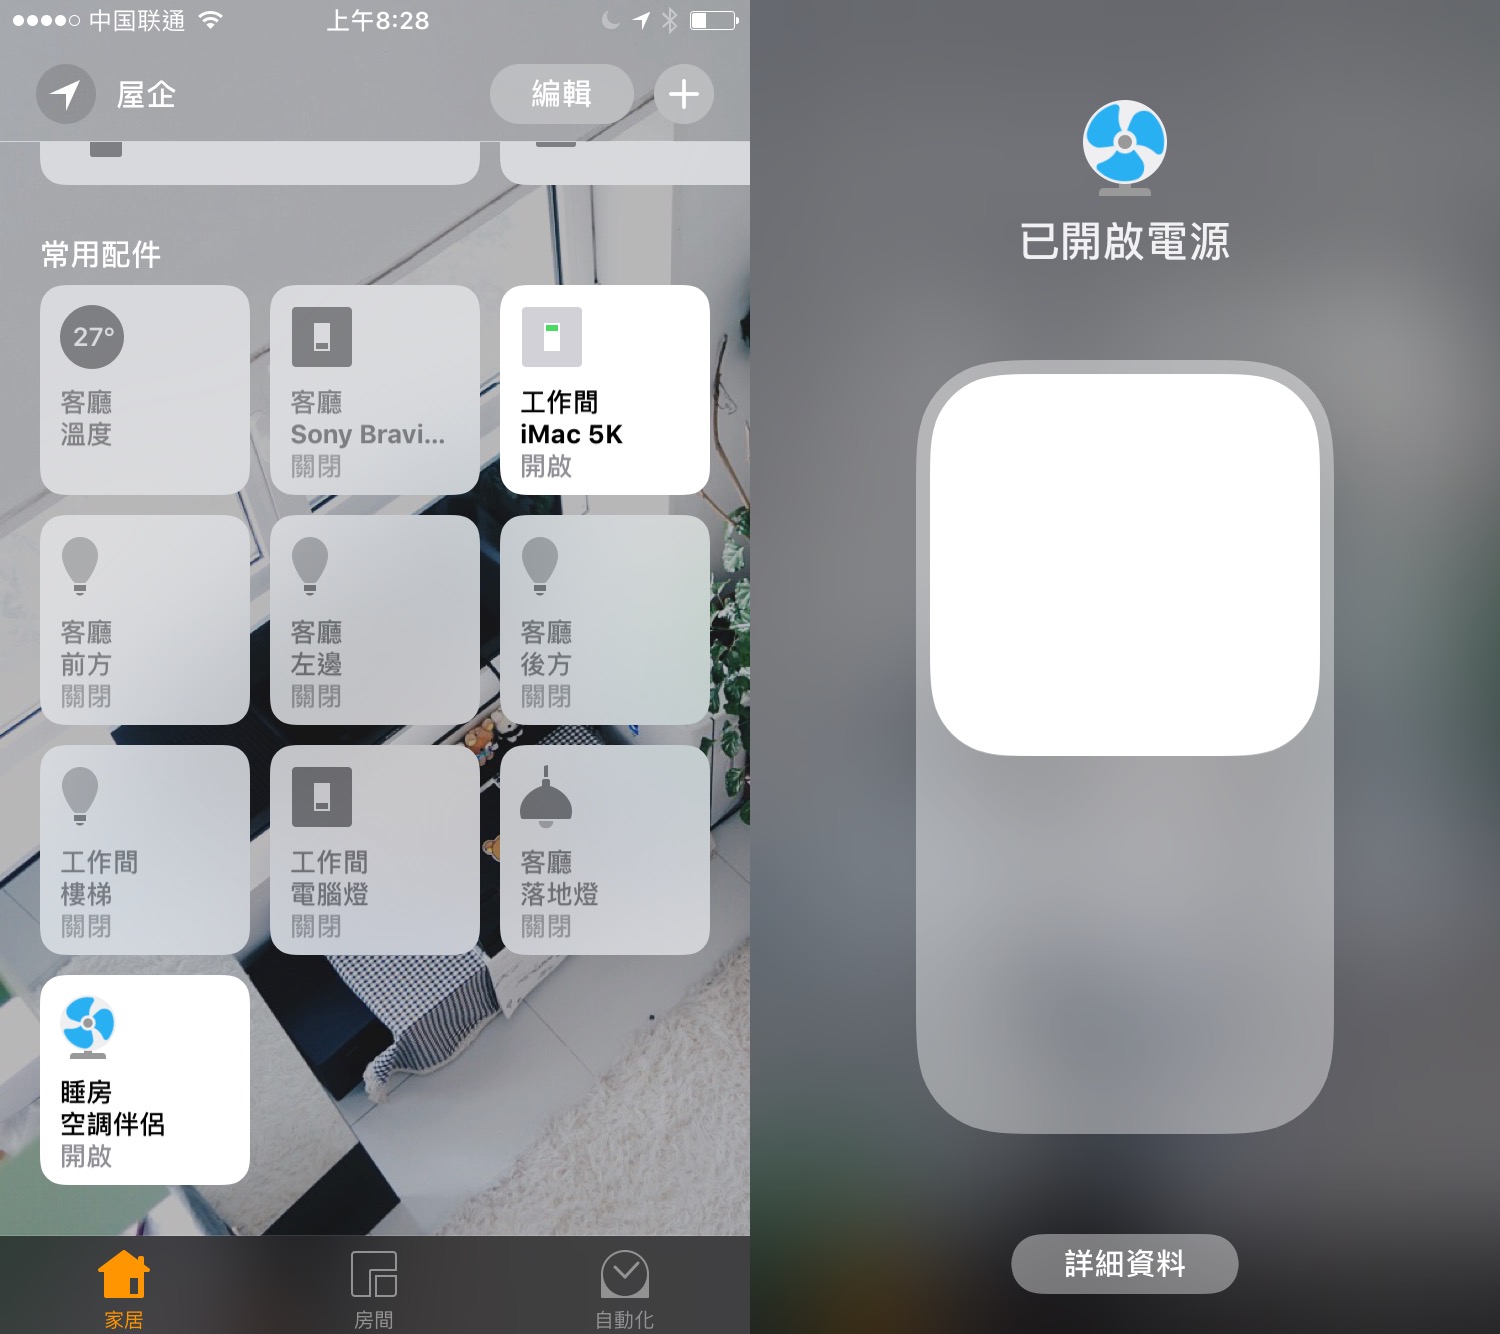 中国联通
上午8:28
屋企
編輯
常用配件
27°
客廳
溫度
客廳
Sony Bravi...
關閉
工作間
iMac 5K
開啟
客廳
前方
關閉
客廳
左邊
關閉
客廳
後方
關閉
工作間
樓梯
關閉
工作間
電腦燈
關閉
客廳
落地燈
關閉
睡房
空調伴侶
開啟
家居
房間
自動化
已開啟電源
詳細資料